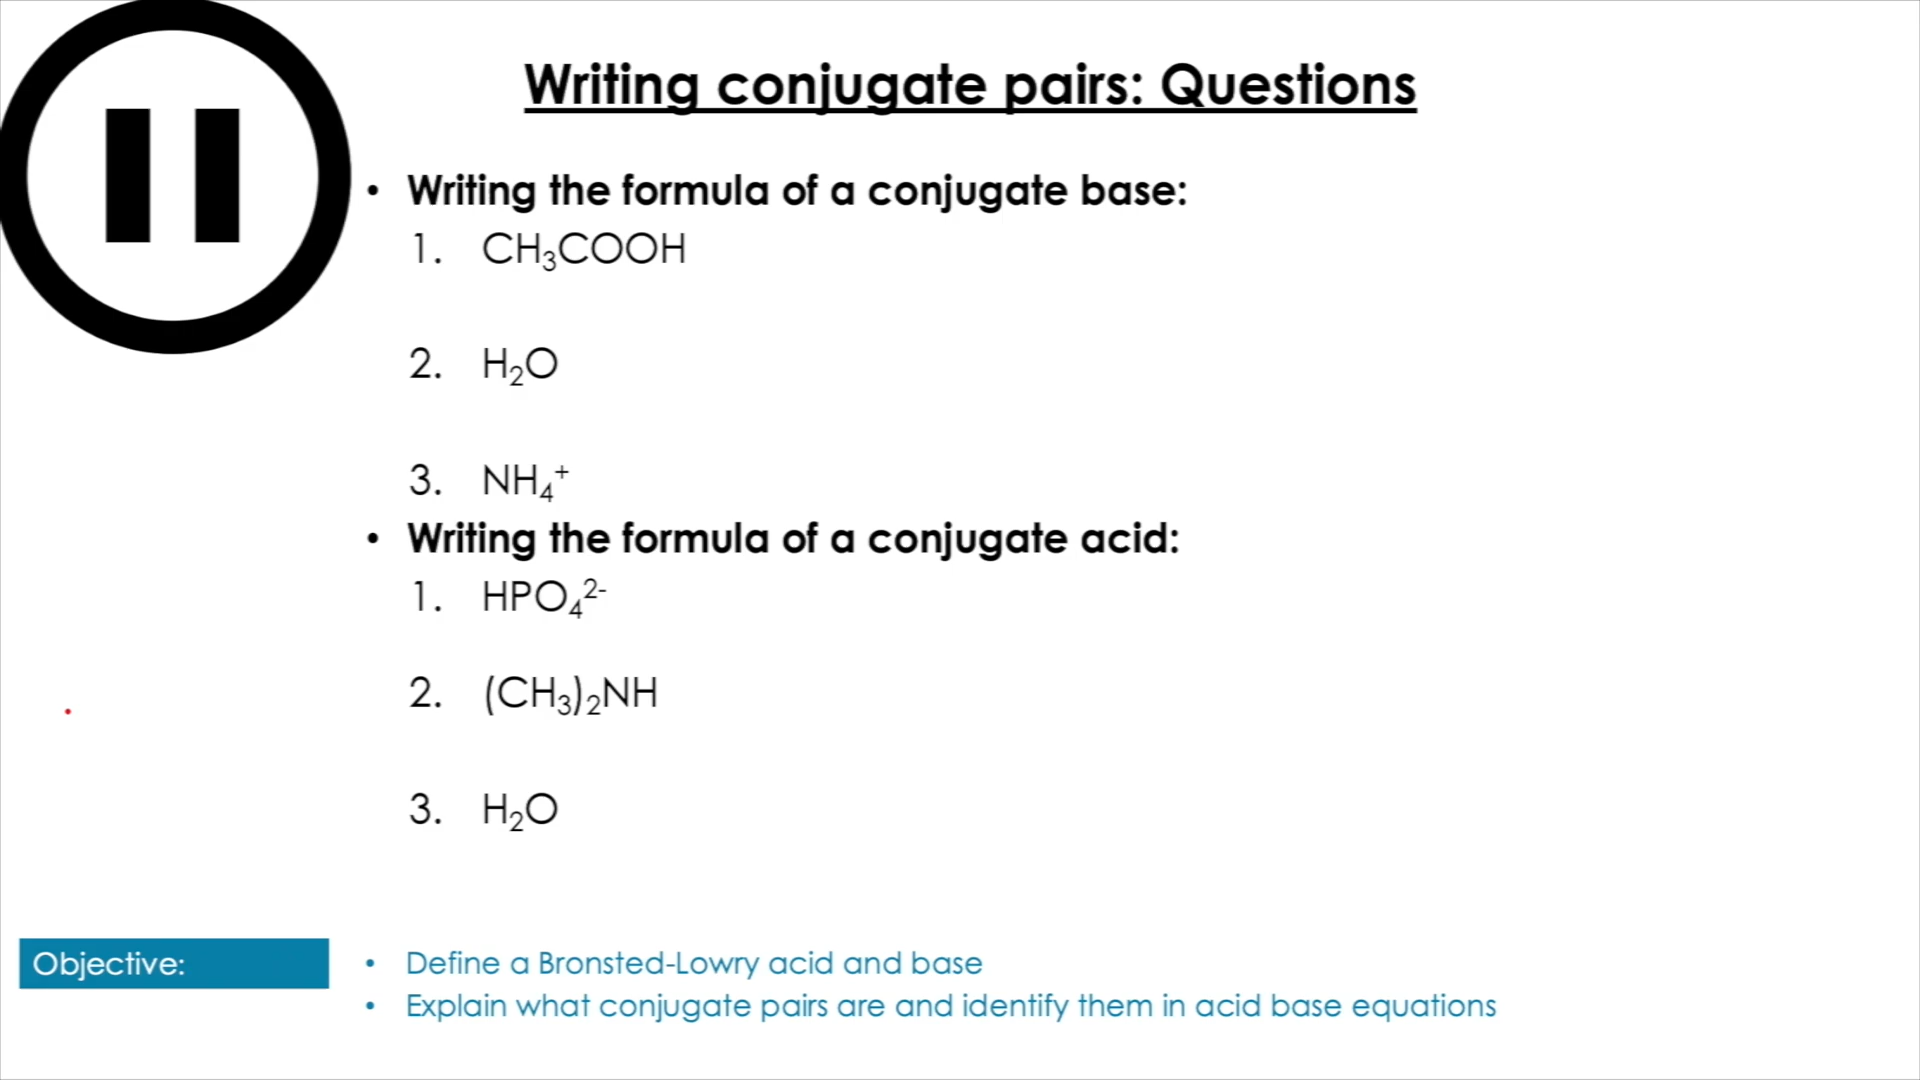 Writing conjugate pairs: Questions
• Writing the formula of a conjugate base:
1. CH₃COOH
2. H₂O
3. NH₄⁺
• Writing the formula of a conjugate acid:
1. HPO₄²⁻
2. (CH₃)₂NH
3. H₂O
Objective:
• Define a Bronsted-Lowry acid and base
• Explain what conjugate pairs are and identify them in acid base equations